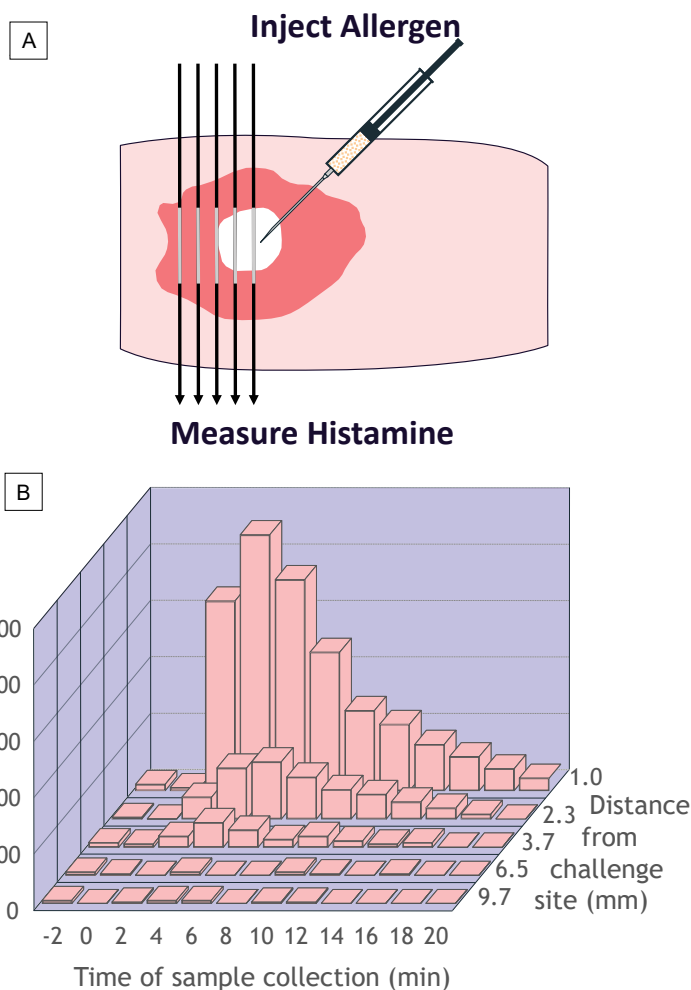 A
Inject Allergen
Measure Histamine
B
00
00
00
00
00
0
-2 0 2 4 6 8 10 12 14 16 18 20
Time of sample collection (min)
1.0
2.3
3.7
6.5
9.7
Distance
from
challenge
site (mm)